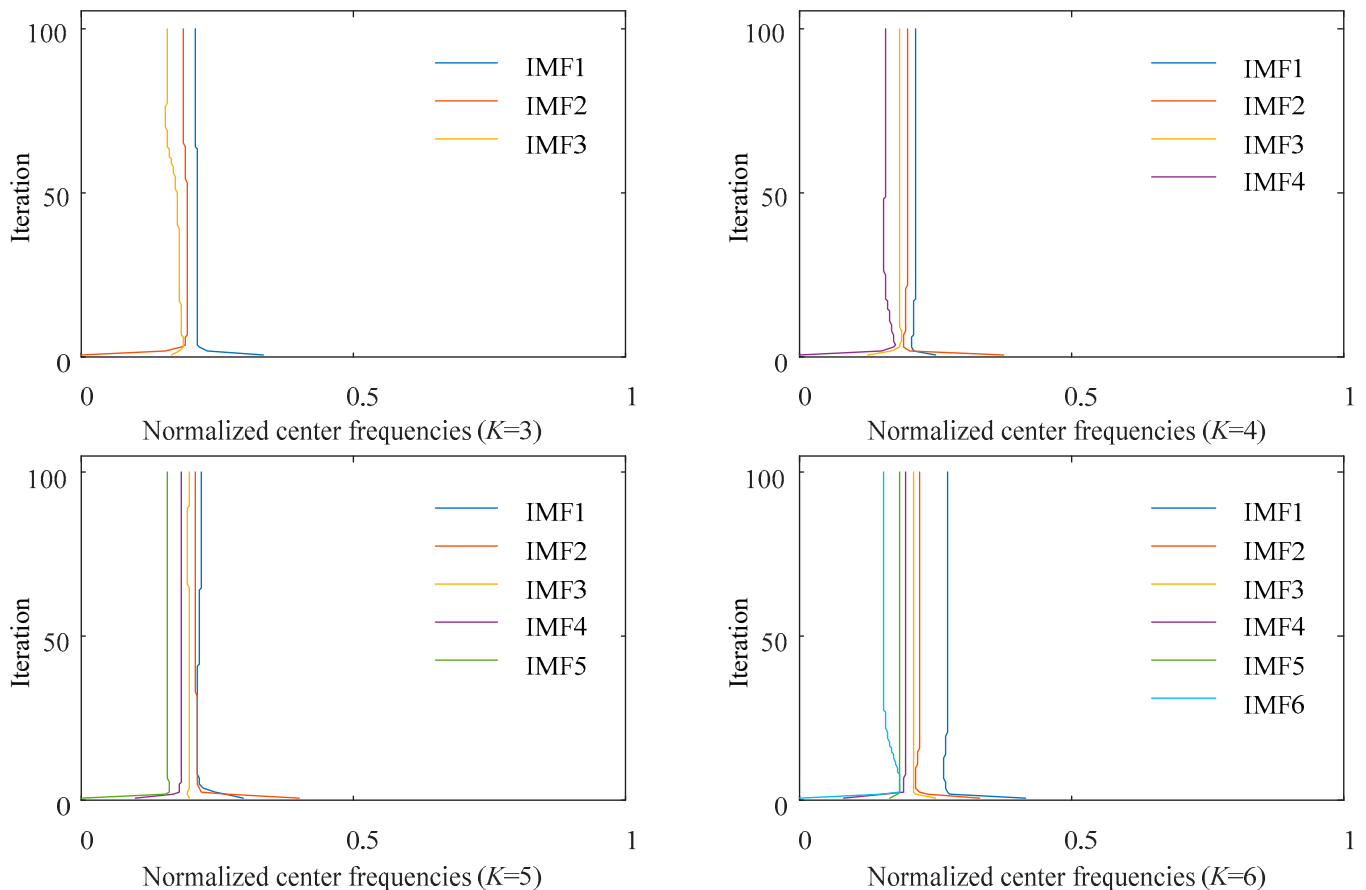 100
50
0
Iteration
IMF1
IMF2
IMF3
0
0.5
1
Normalized center frequencies (K=3)
100
50
0
Iteration
IMF1
IMF2
IMF3
IMF4
0
0.5
1
Normalized center frequencies (K=4)
100
50
0
Iteration
IMF1
IMF2
IMF3
IMF4
IMF5
0
0.5
1
Normalized center frequencies (K=5)
100
50
0
Iteration
IMF1
IMF2
IMF3
IMF4
IMF5
IMF6
0
0.5
1
Normalized center frequencies (K=6)